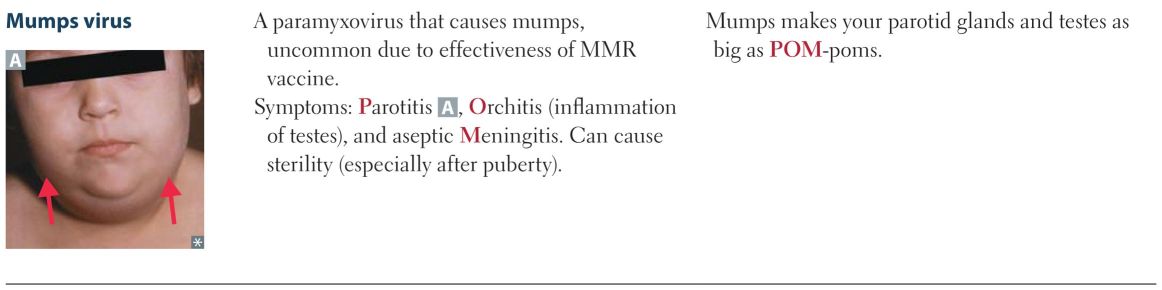 Mumps virus
A
*
A paramyxovirus that causes mumps,
uncommon due to effectiveness of MMR
vaccine.
Symptoms: Parotitis A, Orchitis (inflammation
of testes), and aseptic Meningitis. Can cause
sterility (especially after puberty).
Mumps makes your parotid glands and testes as
big as POM-poms.